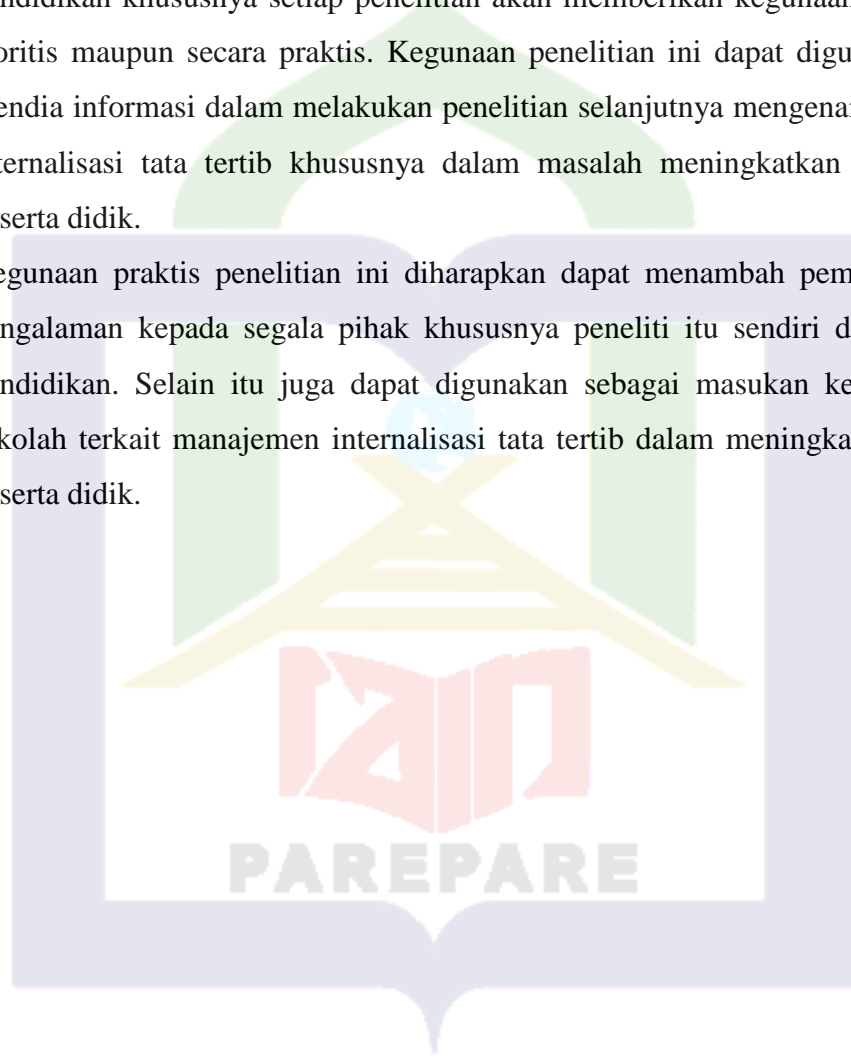 ndidikan khususnya setiap penelitian akan memberikan kegunaan
oritis maupun secara praktis. Kegunaan penelitian ini dapat digu
endia informasi dalam melakukan penelitian selanjutnya mengenai
ternalisasi tata tertib khususnya dalam masalah meningkatkan
serta didik.
egunaan praktis penelitian ini diharapkan dapat menambah pem
ngalaman kepada segala pihak khususnya peneliti itu sendiri d
ndidikan. Selain itu juga dapat digunakan sebagai masukan ke
kolah terkait manajemen internalisasi tata tertib dalam meningka
serta didik.
iain
PAREPARE